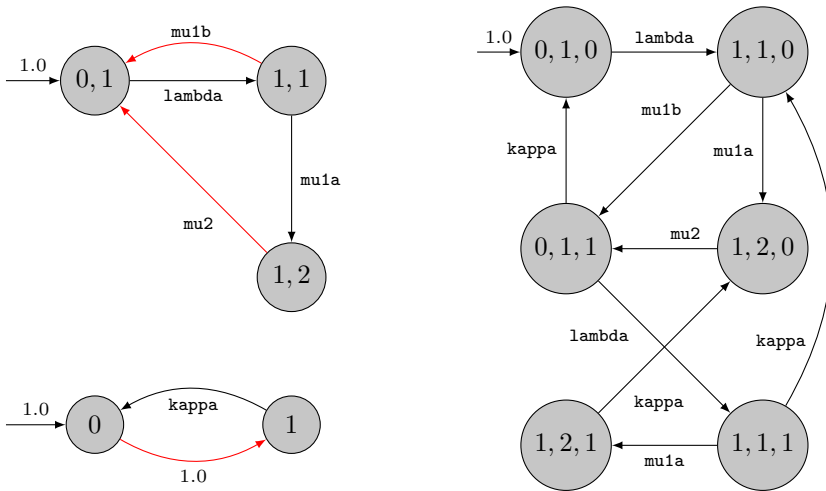 mu1b
1.0
0, 1
1, 1
lambda
mu1a
mu2
1, 2
1.0
0
kappa
1
1.0
1.0
0, 1, 0
lambda
1, 1, 0
mu1b
kappa
mu1a
0, 1, 1
mu2
1, 2, 0
lambda
kappa
kappa
1, 2, 1
mu1a
1, 1, 1